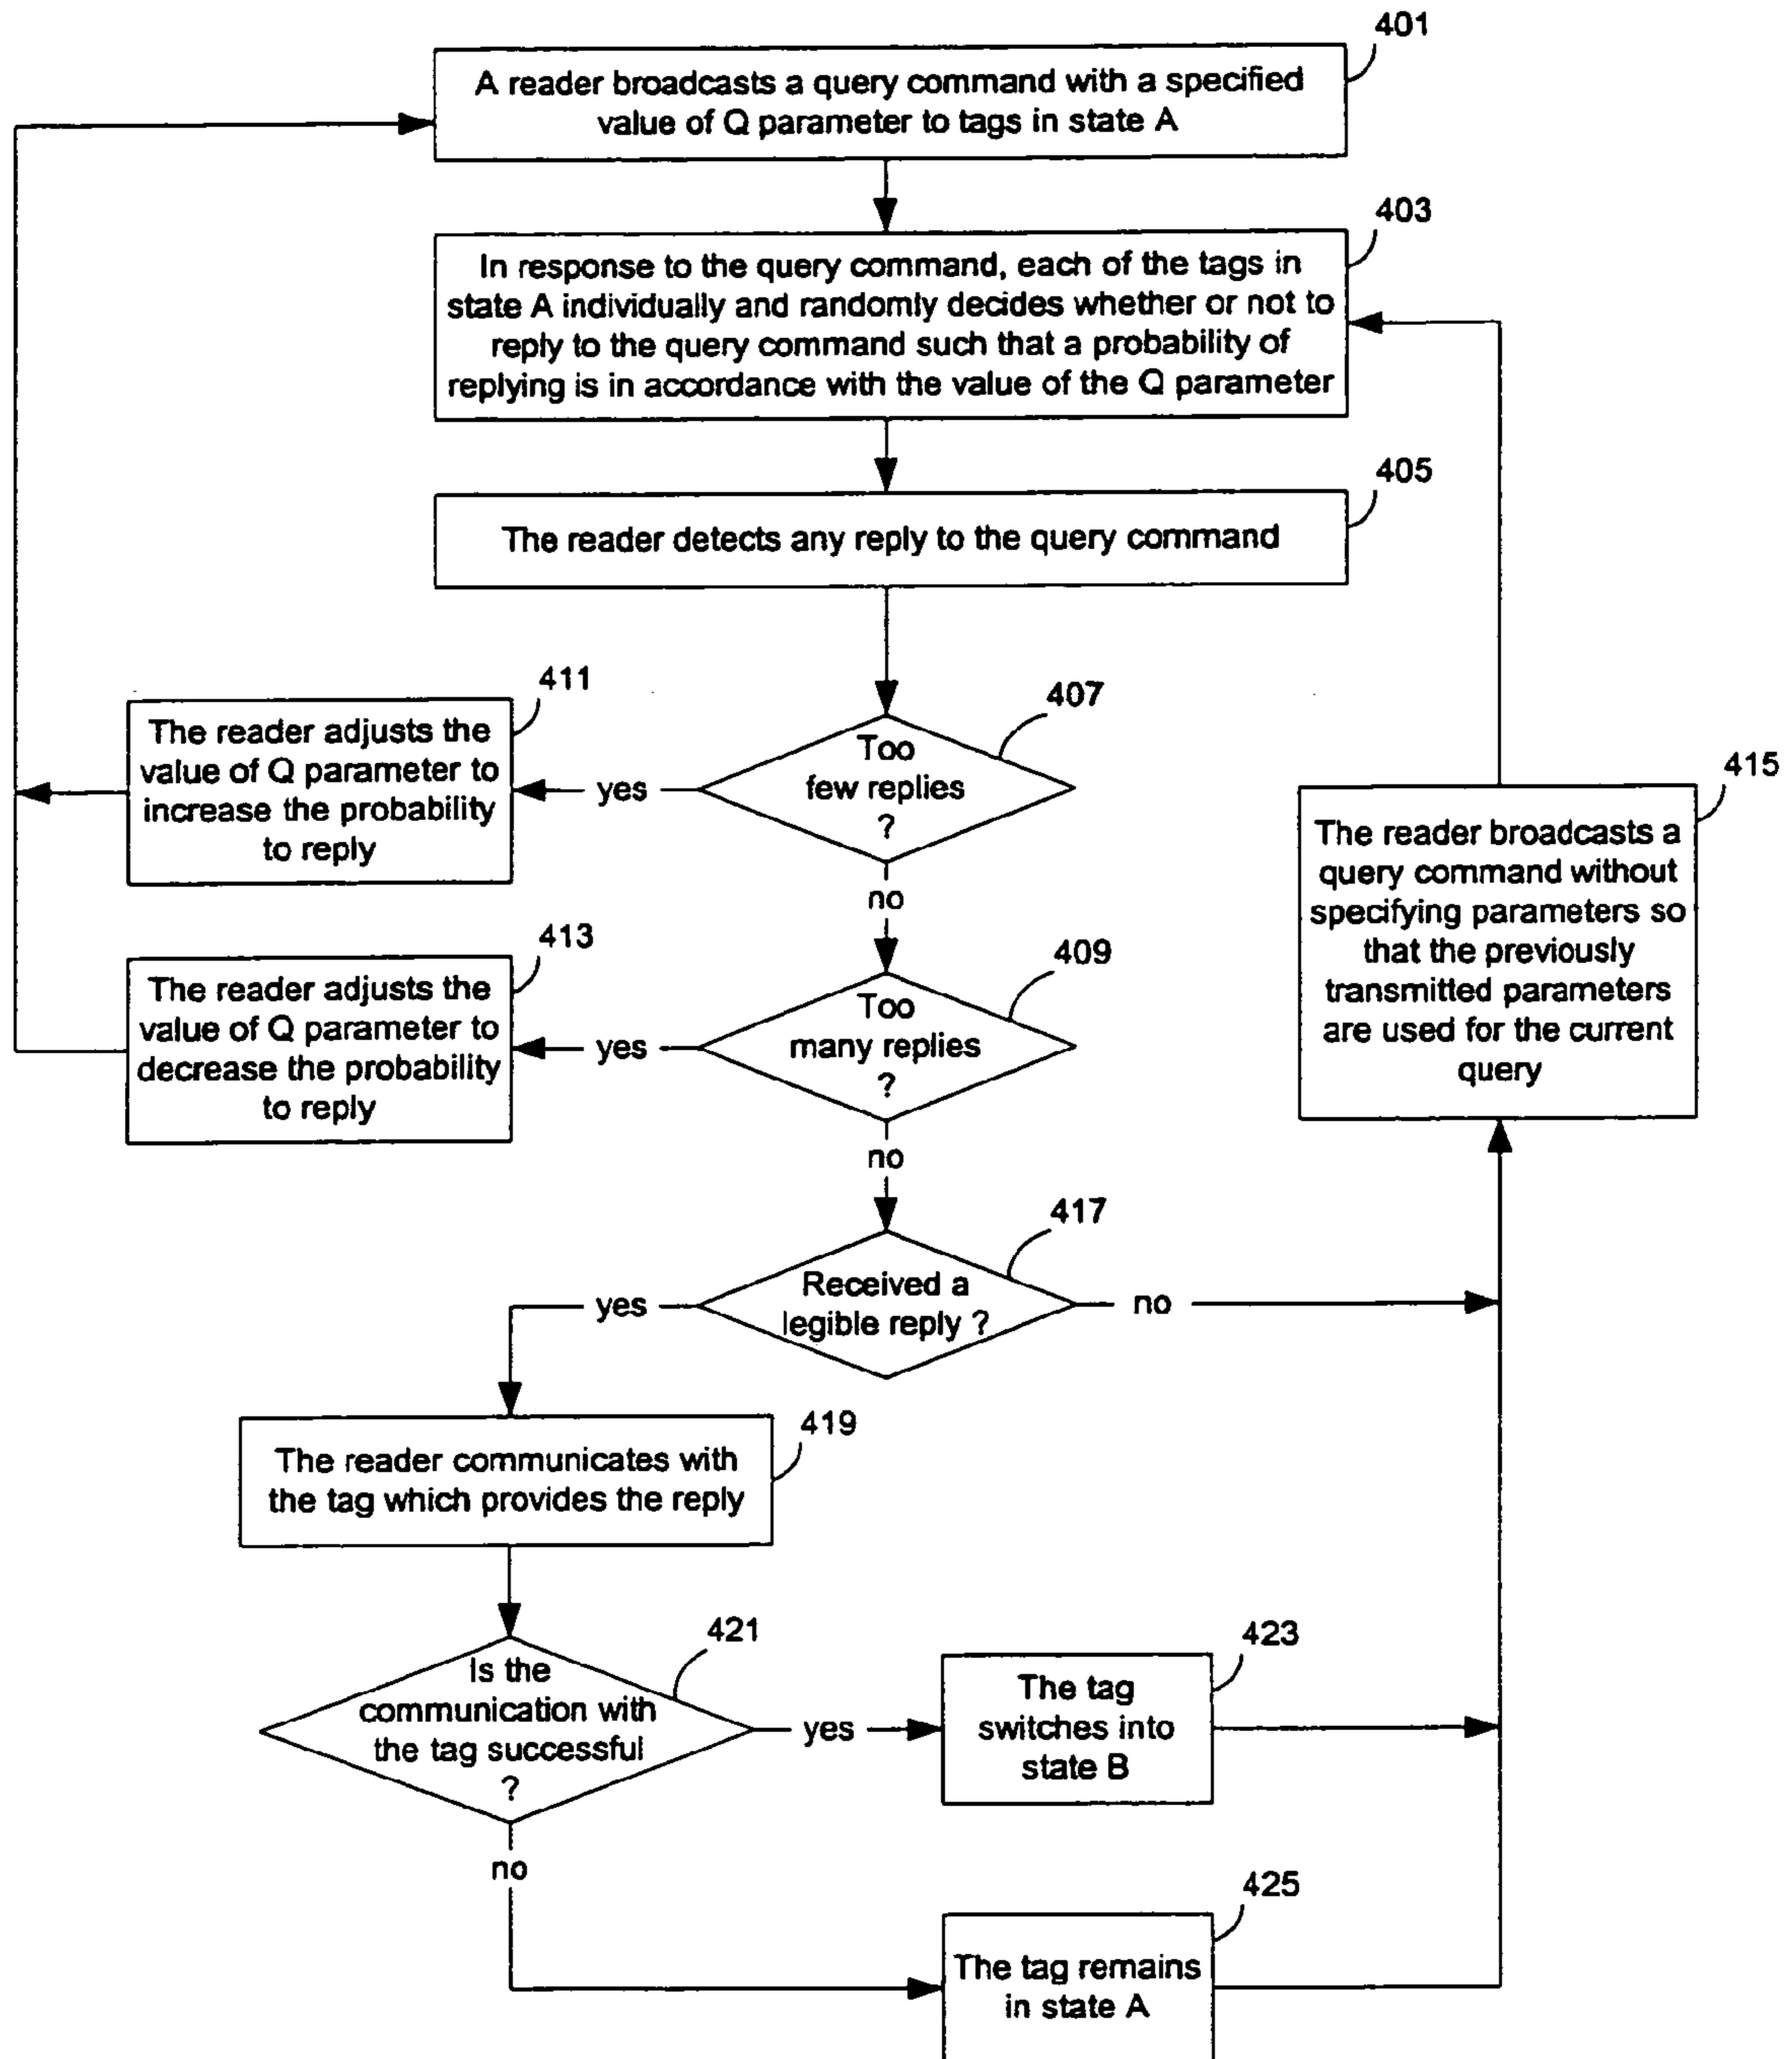 401
A reader broadcasts a query command with a specified
value of Q parameter to tags in state A
403
In response to the query command, each of the tags in
state A individually and randomly decides whether or not to
reply to the query command such that a probability of
replying is in accordance with the value of the Q parameter
405
The reader detects any reply to the query command
411
The reader adjusts the
value of Q parameter to
increase the probability
to reply
yes
407
Too
few replies
?
no
415
The reader broadcasts a
query command without
specifying parameters so
that the previously
transmitted parameters
are used for the current
query
413
The reader adjusts the
value of Q parameter to
decrease the probability
to reply
yes
409
Too
many replies
?
no
417
Received a
legible reply ?
yes
no
419
The reader communicates with
the tag which provides the reply
421
Is the
communication with
the tag successful
?
yes
423
The tag
switches into
state B
no
425
The tag remains
in state A